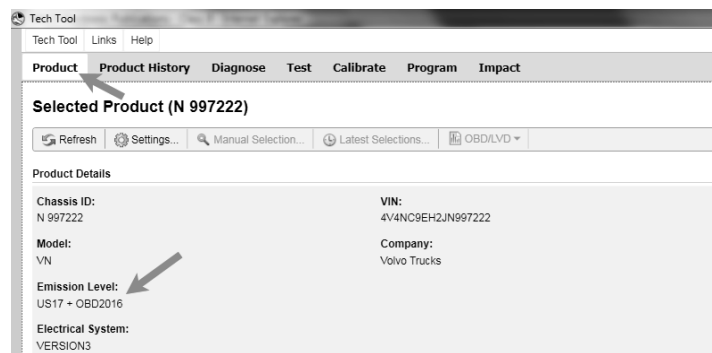 Tech Tool
Tech Tool Links Help
Product Product History Diagnose Test Calibrate Program Impact
Selected Product (N 997222)
Refresh Settings... Manual Selection... Latest Selections... OBD/LVD
Product Details
Chassis ID: VIN:
N 997222 4V4NC9EH2JN997222
Model: Company:
VN Volvo Trucks
Emission Level:
US17 + OBD2016
Electrical System:
VERSION3